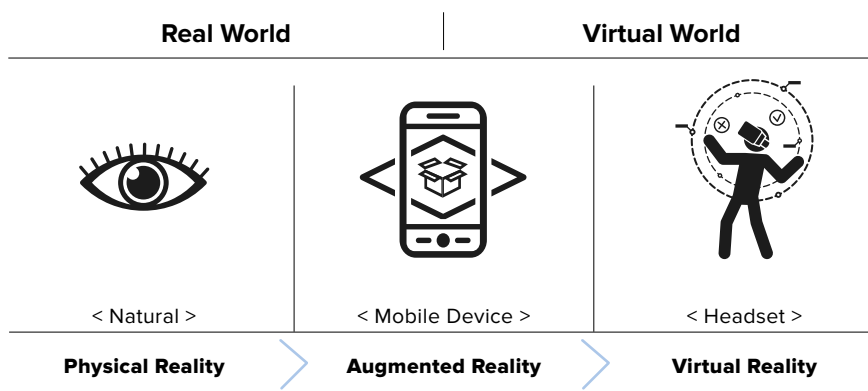 Real World
Virtual World
< Natural >
< Mobile Device >
< Headset >
Physical Reality
Augmented Reality
Virtual Reality